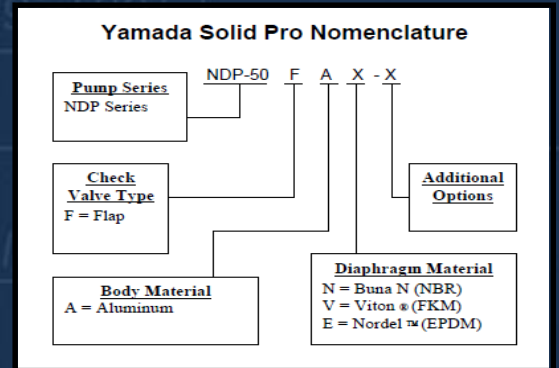 Yamada Solid Pro Nomenclature
NDP-50 F A X - X
Pump Series
NDP Series
Check
Valve Type
F = Flap
Additional
Options
Body Material
A = Aluminum
Diaphragm Material
N = Buna N (NBR)
V = Viton ® (FKM)
E = Nordel ™ (EPDM)